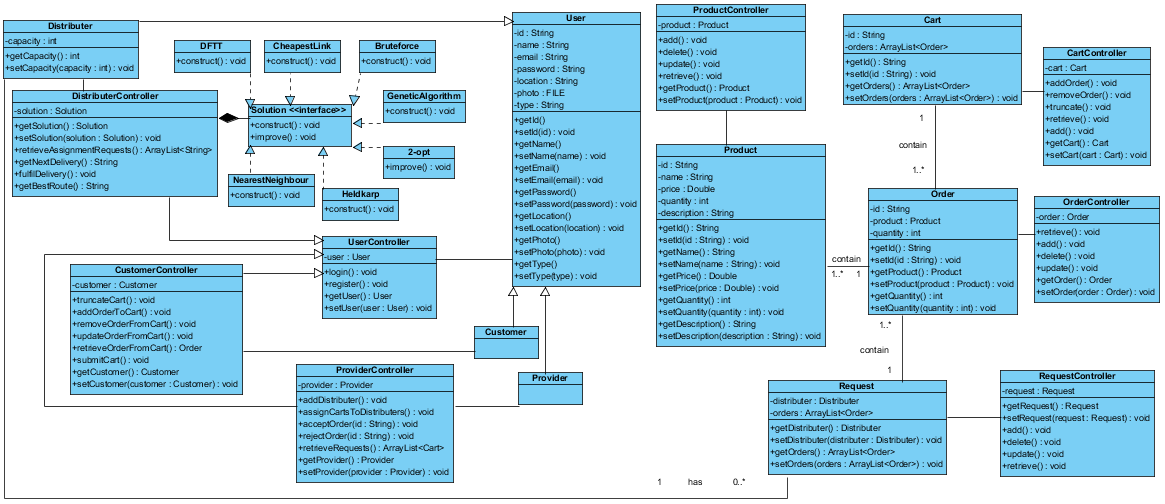 Distributer
-capacity : int
+getCapacity() : int
+setCapacity(capacity : int) : void
DistributerController
-solution : Solution
+getSolution() : Solution
+setSolution(solution : Solution) : void
+retrieveAssignmentRequests() : ArrayList<String>
+getNextDelivery() : String
+fulfilDelivery() : void
+getBestRoute() : String
DFTT
+construct() : void
CheapestLink
+construct() : void
Bruteforce
+construct() : void
Solution <<interface>>
+construct() : void
+improve() : void
GeneticAlgorithm
+construct() : void
2-opt
+improve() : void
NearestNeighbour
+construct() : void
Heldkarp
+construct() : void
User
-id : String
-name : String
-email : String
-password : String
-location : String
-photo : FILE
-type : String
+getId()
+setId(id) : void
+getName()
+setName(name) : void
+getEmail()
+setEmail(email) : void
+getPassword()
+setPassword(password) : void
+getLocation()
+setLocation(location) : void
+getPhoto()
+setPhoto(photo) : void
+getType()
+setType(type) : void
UserController
-user : User
+login() : void
+register() : void
+getUser() : User
+setUser(user : User) : void
CustomerController
-customer : Customer
+truncateCart() : void
+addOrderToCart() : void
+removeOrderFromCart() : void
+updateOrderFromCart() : void
+retrieveOrderFromCart() : Order
+submitCart() : void
+getCustomer() : Customer
+setCustomer(customer : Customer) : void
Customer
Provider
ProviderController
-provider : Provider
+addDistributer() : void
+assignCartsToDistributers() : void
+acceptOrder(id : String) : void
+rejectOrder(id : String) : void
+retrieveRequests() : ArrayList<Cart>
+getProvider() : Provider
+setProvider(provider : Provider) : void
ProductController
-product : Product
+add() : void
+delete() : void
+update() : void
+retrieve() : void
+getProduct() : Product
+setProduct(product : Product) : void
Product
-id : String
-name : String
-price : Double
-quantity : int
-description : String
+getId() : String
+setId(id : String) : void
+getName() : String
+setName(name : String) : void
+getPrice() : Double
+setPrice(price : Double) : void
+getQuantity() : int
+setQuantity(quantity : int) : void
+getDescription() : String
+setDescription(description : String) : void
Cart
-id : String
-orders : ArrayList<Order>
+getId() : String
+setId(id : String) : void
+getOrders() : ArrayList<Order>
+setOrders(orders : ArrayList<Order>) : void
CartController
-cart : Cart
+addOrder() : void
+removeOrder() : void
+truncate() : void
+retrieve() : void
+add() : void
+getCart() : Cart
+setCart(cart : Cart) : void
1
contain
1..*
Order
-id : String
-product : Product
-quantity : int
+getId() : String
+setId(id : String) : void
+getProduct() : Product
+setProduct(product : Product) : void
+getQuantity() : int
+setQuantity(quantity : int) : void
OrderController
-order : Order
+retrieve() : void
+add() : void
+delete() : void
+update() : void
+getOrder() : Order
+setOrder(order : Order) : void
contain
1..* 1
1..*
contain
1
Request
-distributer : Distributer
-orders : ArrayList<Order>
+getDistributer() : Distributer
+setDistributer(distributer : Distributer) : void
+getOrders() : ArrayList<Order>
+setOrders(orders : ArrayList<Order>) : void
RequestController
-request : Request
+getRequest() : Request
+setRequest(request : Request) : void
+add() : void
+delete() : void
+update() : void
+retrieve() : void
1 has 0..*